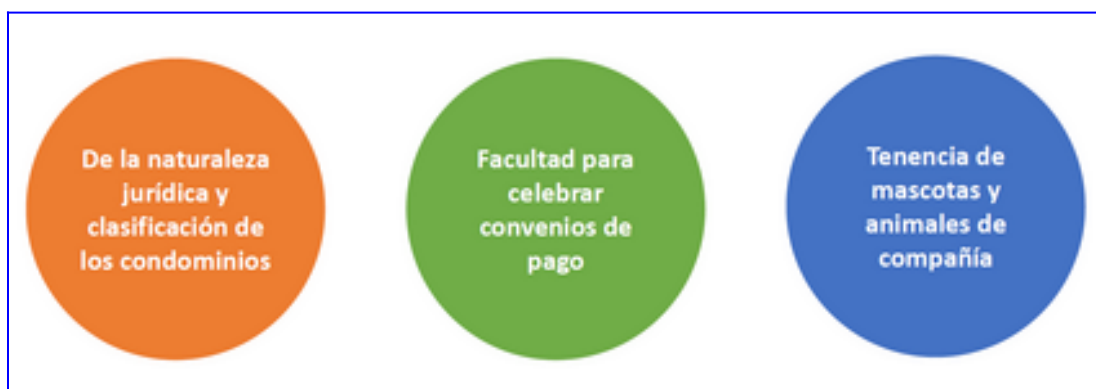 De la naturaleza
jurídica y
clasificación de
los condominios
Facultad para
celebrar
convenios de
pago
Tenencia de
mascotas y
animales de
compañía